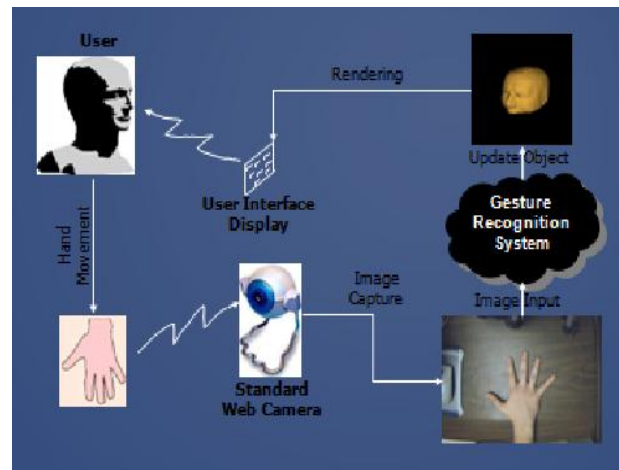 User
Rendering
Update Object
User Interface
Display
Gesture
Recognition
System
Hand
Movement
Image
Capture
Image Input
Standard
Web Camera